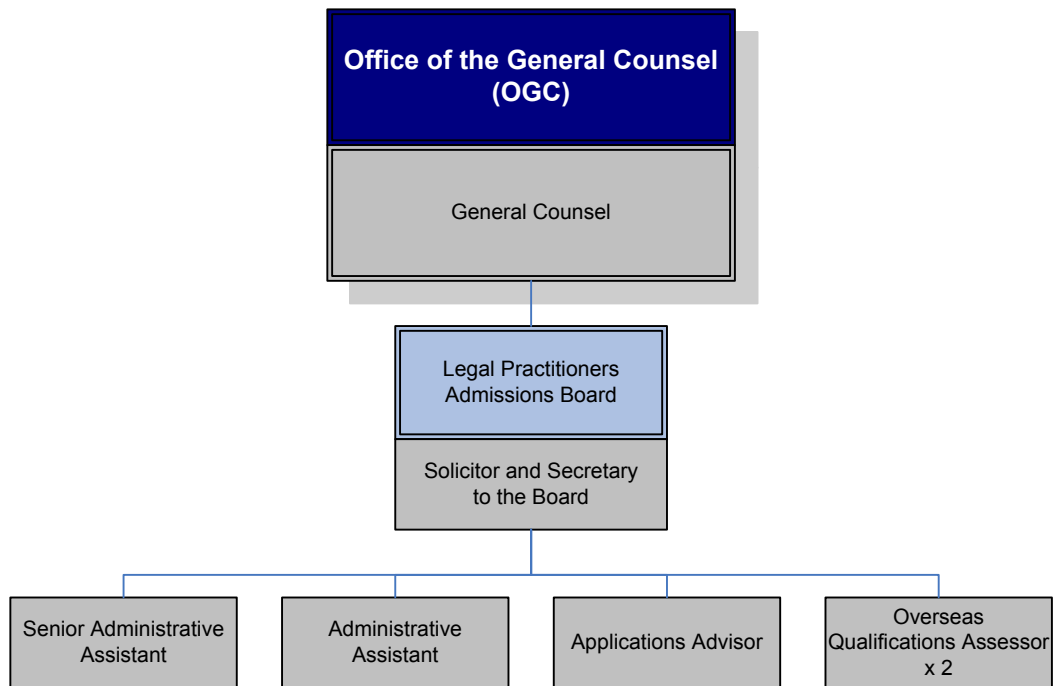 Office of the General Counsel
(OGC)
General Counsel
Legal Practitioners
Admissions Board
Solicitor and Secretary
to the Board
Senior Administrative
Assistant
Administrative
Assistant
Applications Advisor
Overseas
Qualifications Assessor
x 2